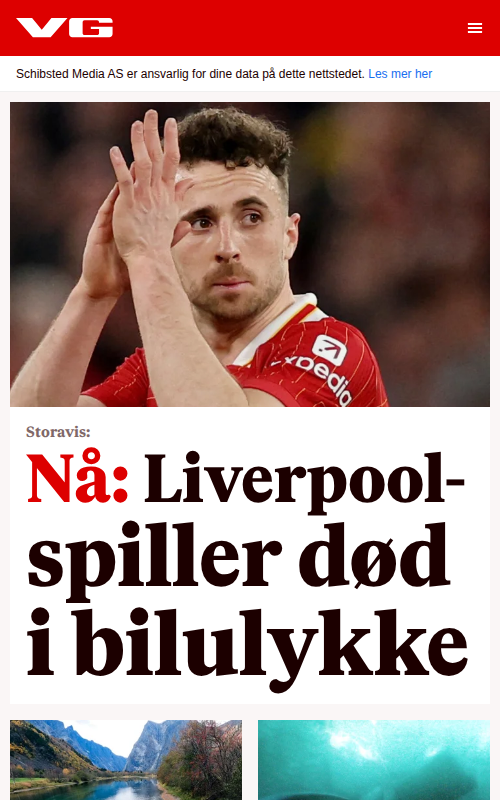 VG
Schibsted Media AS er ansvarlig for dine data på dette nettstedet. Les mer her
xpedia
Storavis:
Nå: Liverpool-
spiller død
i bilulykke